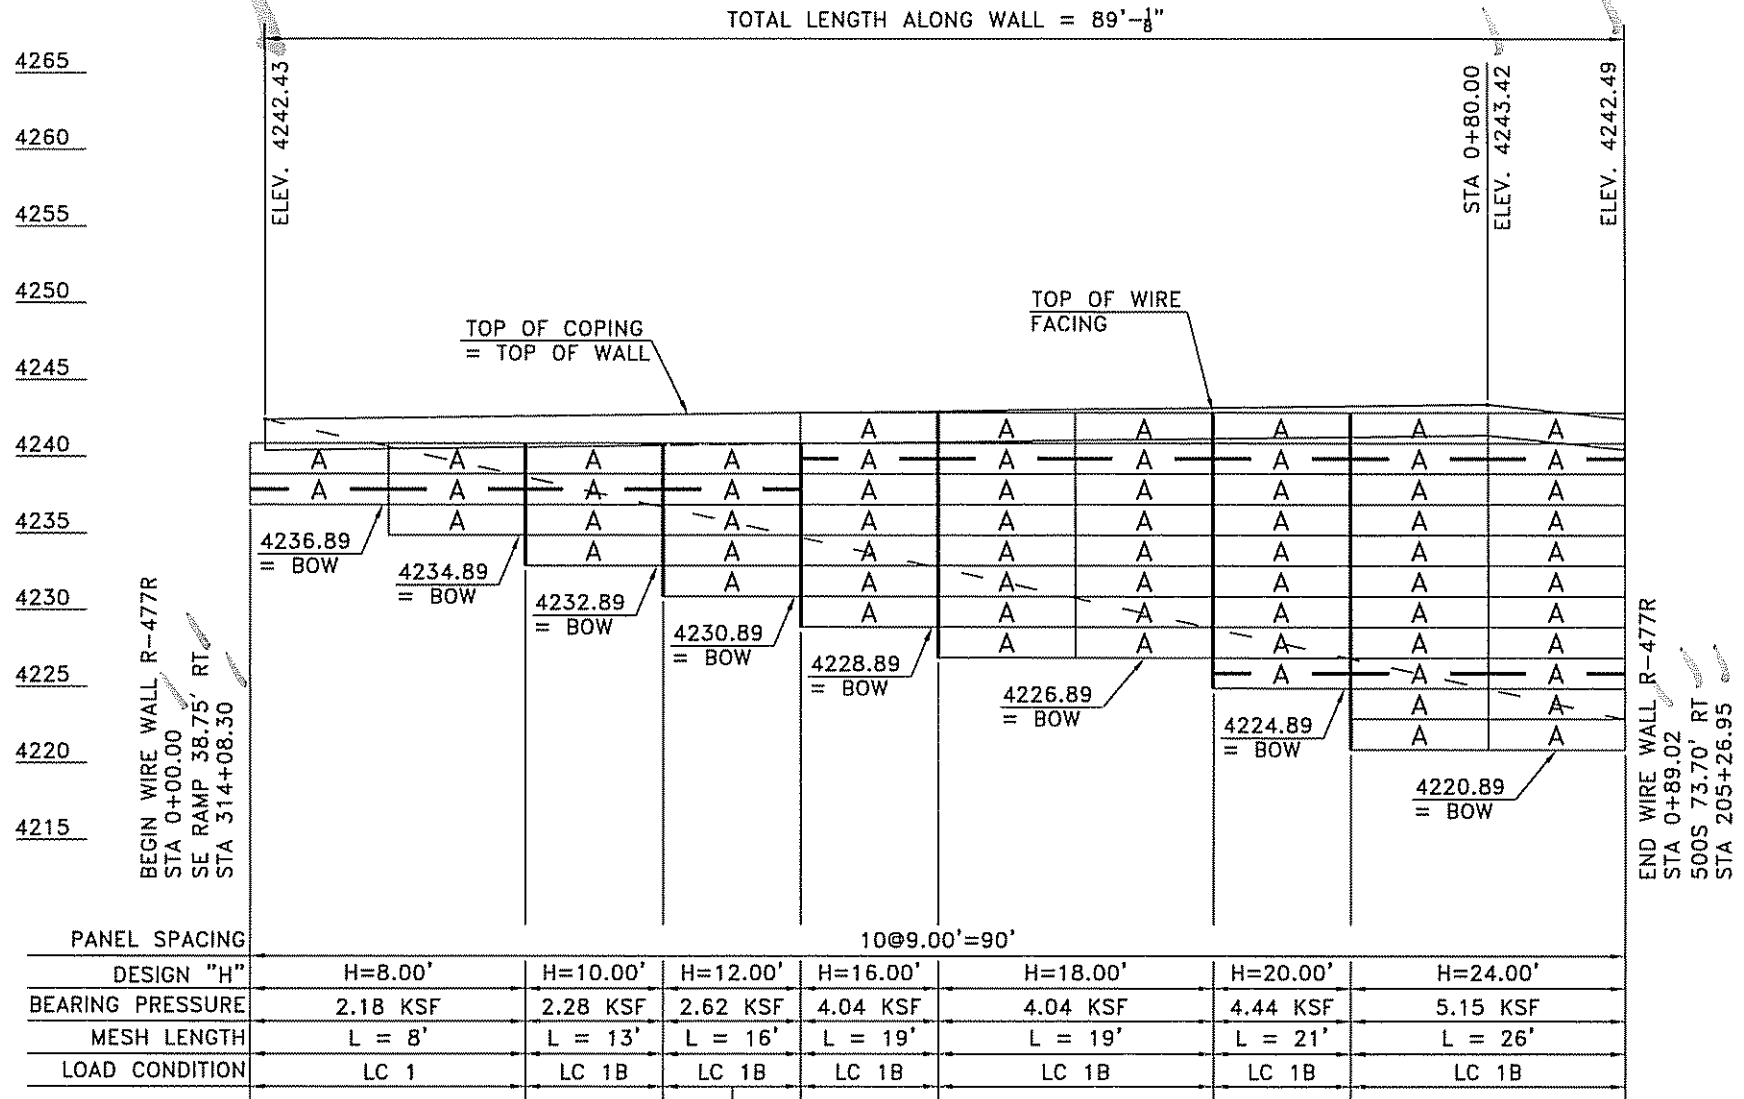 TOTAL LENGTH ALONG WALL = 89'-1/8"
4265
4260
4255
4250
4245
4240
4235
4230
4225
4220
4215
ELEV. 4242.43
STA 0+80.00
ELEV. 4243.42
ELEV. 4242.49
TOP OF COPING
= TOP OF WALL
TOP OF WIRE
FACING
A A A A A A
A A A A A A A A A A
A A A A A A A A A A
A A A A A A A A A
A A A A A A A A
A A A A A A A
A A A A A A
A A A A A
A A A
A A
A A
4236.89
= BOW
4234.89
= BOW
4232.89
= BOW
4230.89
= BOW
4228.89
= BOW
4226.89
= BOW
4224.89
= BOW
4220.89
= BOW
BEGIN WIRE WALL R-477R
STA 0+00.00
SE RAMP 38.75' RT
STA 314+08.30
END WIRE WALL R-477R
STA 0+89.02
500S 73.70' RT
STA 205+26.95
PANEL SPACING 10@9.00'=90'
DESIGN "H" H=8.00' H=10.00' H=12.00' H=16.00' H=18.00' H=20.00' H=24.00'
BEARING PRESSURE 2.18 KSF 2.28 KSF 2.62 KSF 4.04 KSF 4.04 KSF 4.44 KSF 5.15 KSF
MESH LENGTH L = 8' L = 13' L = 16' L = 19' L = 19' L = 21' L = 26'
LOAD CONDITION LC 1 LC 1B LC 1B LC 1B LC 1B LC 1B LC 1B